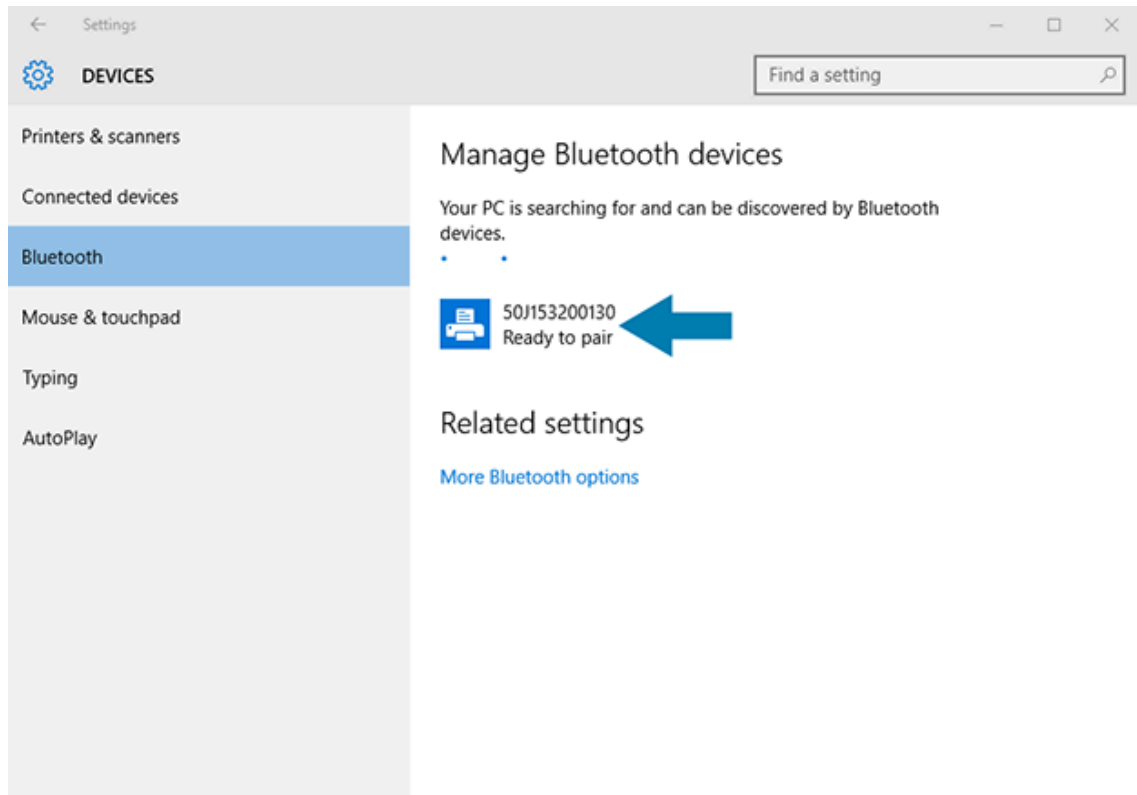 Settings
DEVICES
Find a setting
Printers & scanners
Connected devices
Bluetooth
Mouse & touchpad
Typing
AutoPlay
Manage Bluetooth devices
Your PC is searching for and can be discovered by Bluetooth
devices.
50J153200130
Ready to pair
Related settings
More Bluetooth options